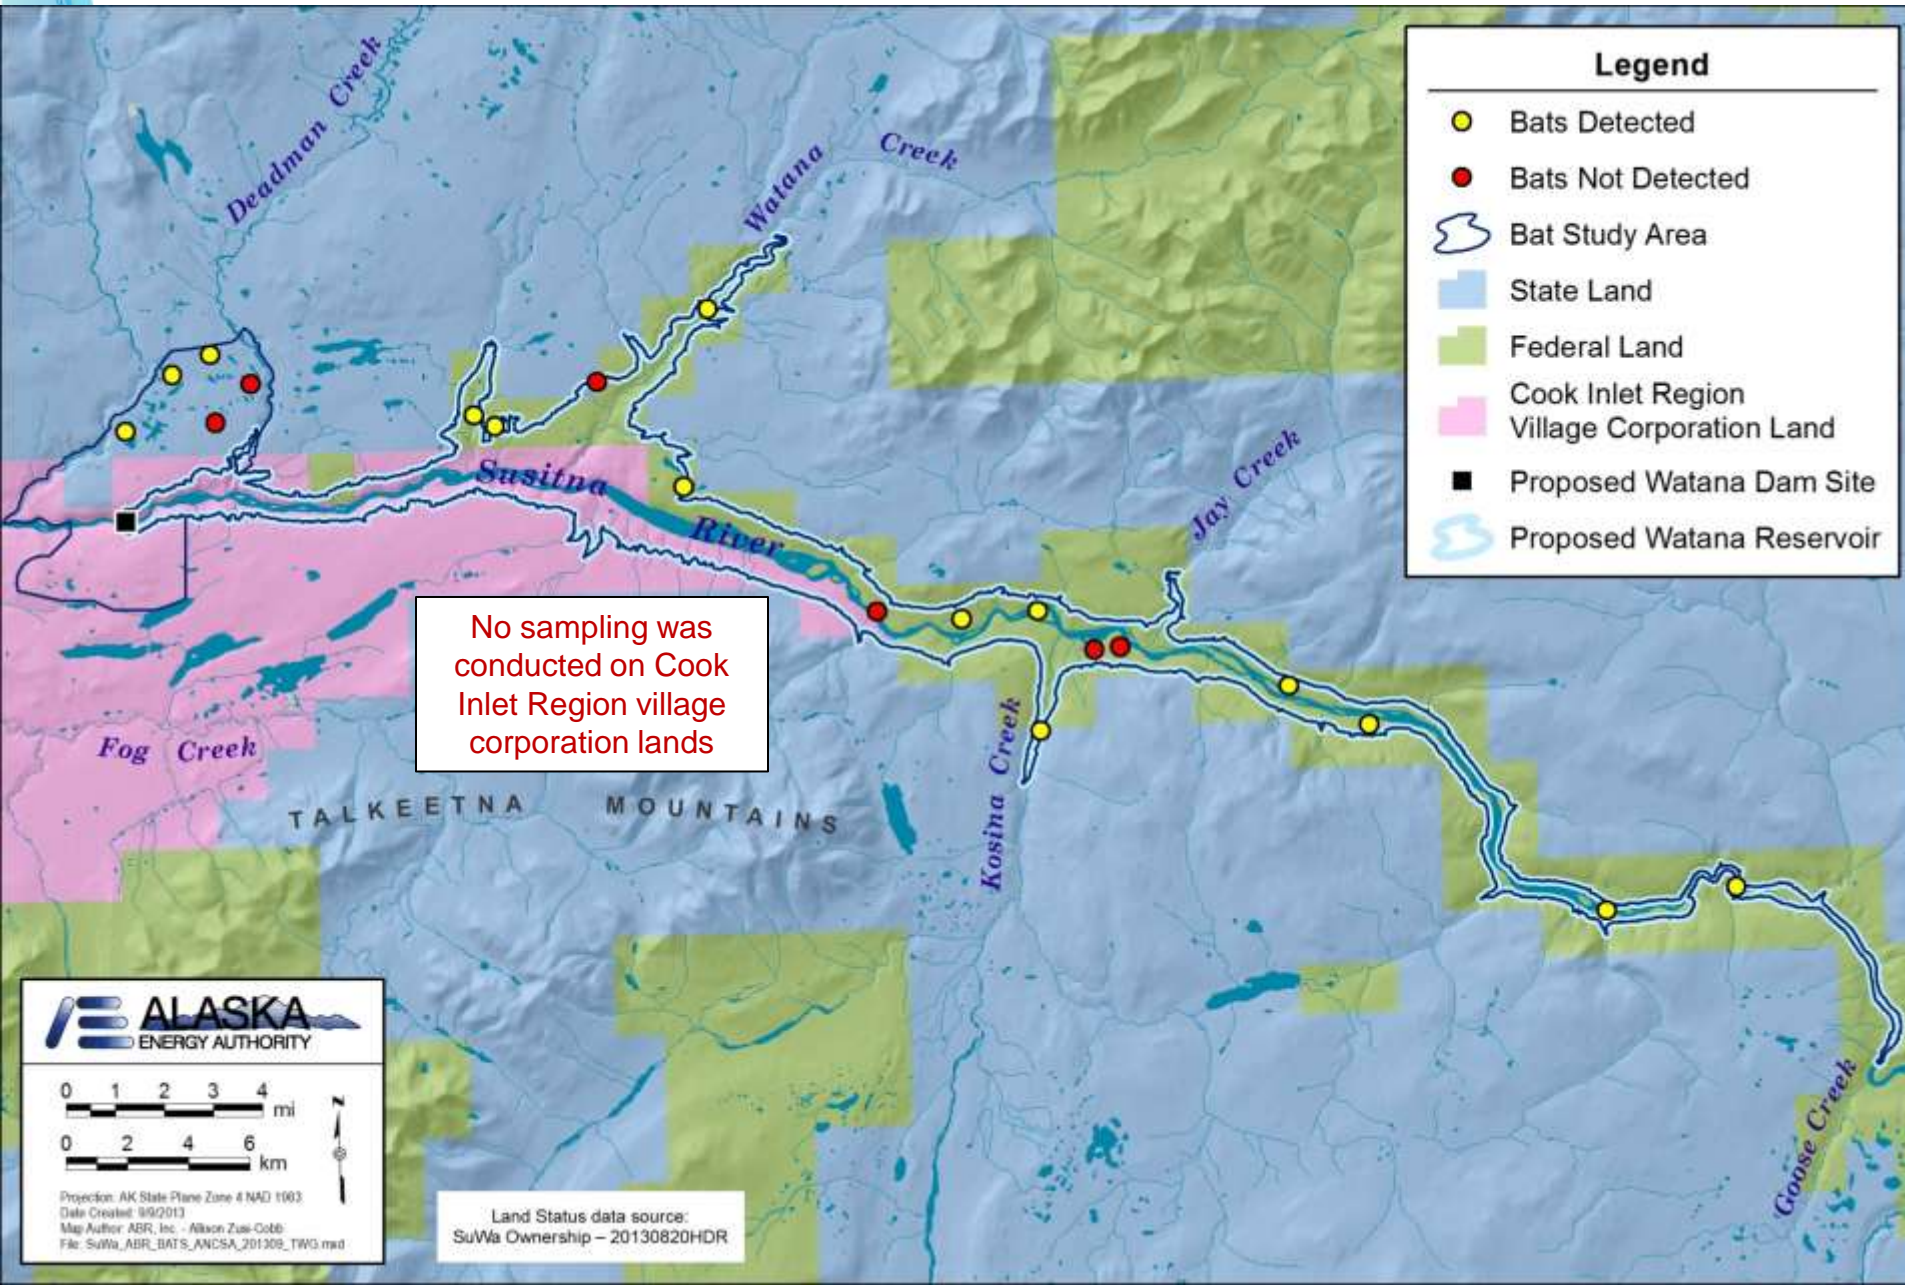 Deadman Creek
Watana Creek
Susitna River
Jay Creek
Kosina Creek
Fog Creek
Goose Creek
TALKEETNA MOUNTAINS
No sampling was
conducted on Cook
Inlet Region village
corporation lands
Legend
Bats Detected
Bats Not Detected
Bat Study Area
State Land
Federal Land
Cook Inlet Region
Village Corporation Land
Proposed Watana Dam Site
Proposed Watana Reservoir
ALASKA
ENERGY AUTHORITY
0 1 2 3 4
mi
0 2 4 6
km
N
Projection: AK State Plane Zone 4 NAD 1983
Date Created: 9/9/2013
Map Author: ABR, Inc. - Allison Zusi-Cobb
File: SuWa_ABR_BATS_ANCSA_201309_TWG.mxd
Land Status data source:
SuWa Ownership – 20130820HDR